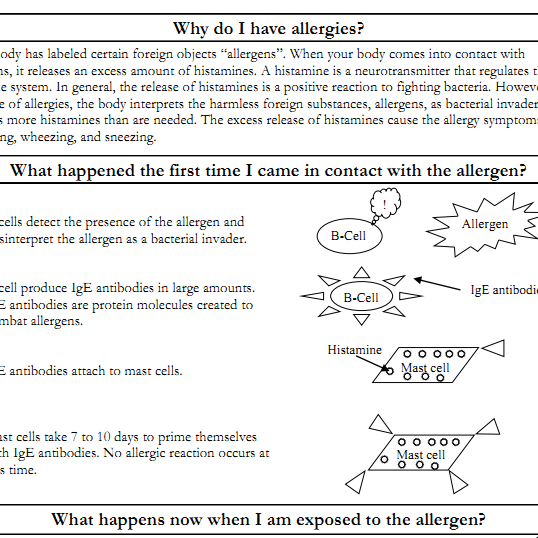 Why do I have allergies?
ody has labeled certain foreign objects “allergens”. When your body comes into contact with
ns, it releases an excess amount of histamines. A histamine is a neurotransmitter that regulates t
e system. In general, the release of histamines is a positive reaction to fighting bacteria. Howev
e of allergies, the body interprets the harmless foreign substances, allergens, as bacterial invader
s more histamines than are needed. The excess release of histamines cause the allergy symptom
ng, wheezing, and sneezing.
What happened the first time I came in contact with the allergen?
cells detect the presence of the allergen and
sinterpret the allergen as a bacterial invader.
!
B-Cell
Allergen
cell produce IgE antibodies in large amounts.
E antibodies are protein molecules created to
mbat allergens.
B-Cell
IgE antibodie
E antibodies attach to mast cells.
Histamine
Mast cell
ast cells take 7 to 10 days to prime themselves
th IgE antibodies. No allergic reaction occurs at
s time.
Mast cell
What happens now when I am exposed to the allergen?